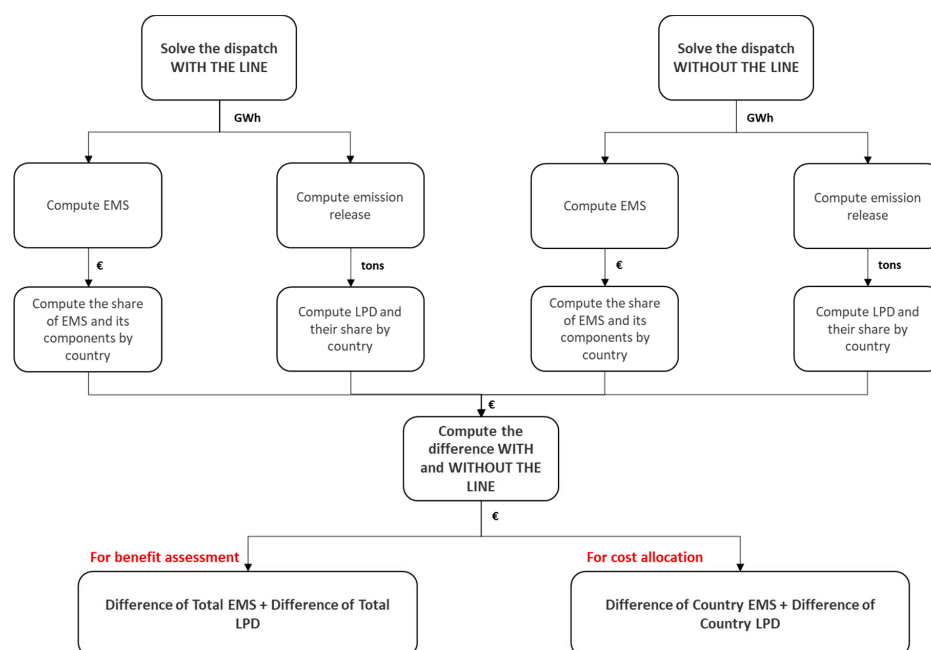 Solve the dispatch
WITH THE LINE
Solve the dispatch
WITHOUT THE LINE
GWh
GWh
Compute EMS
Compute emission
release
Compute EMS
Compute emission
release
€
tons
€
tons
Compute the share
of EMS and its
components by
country
Compute LPD and
their share by
country
Compute the share
of EMS and its
components by
country
Compute LPD and
their share by
country
€
Compute the
difference WITH
and WITHOUT THE
LINE
€
For benefit assessment
For cost allocation
Difference of Total EMS + Difference of Total
LPD
Difference of Country EMS + Difference of
Country LPD